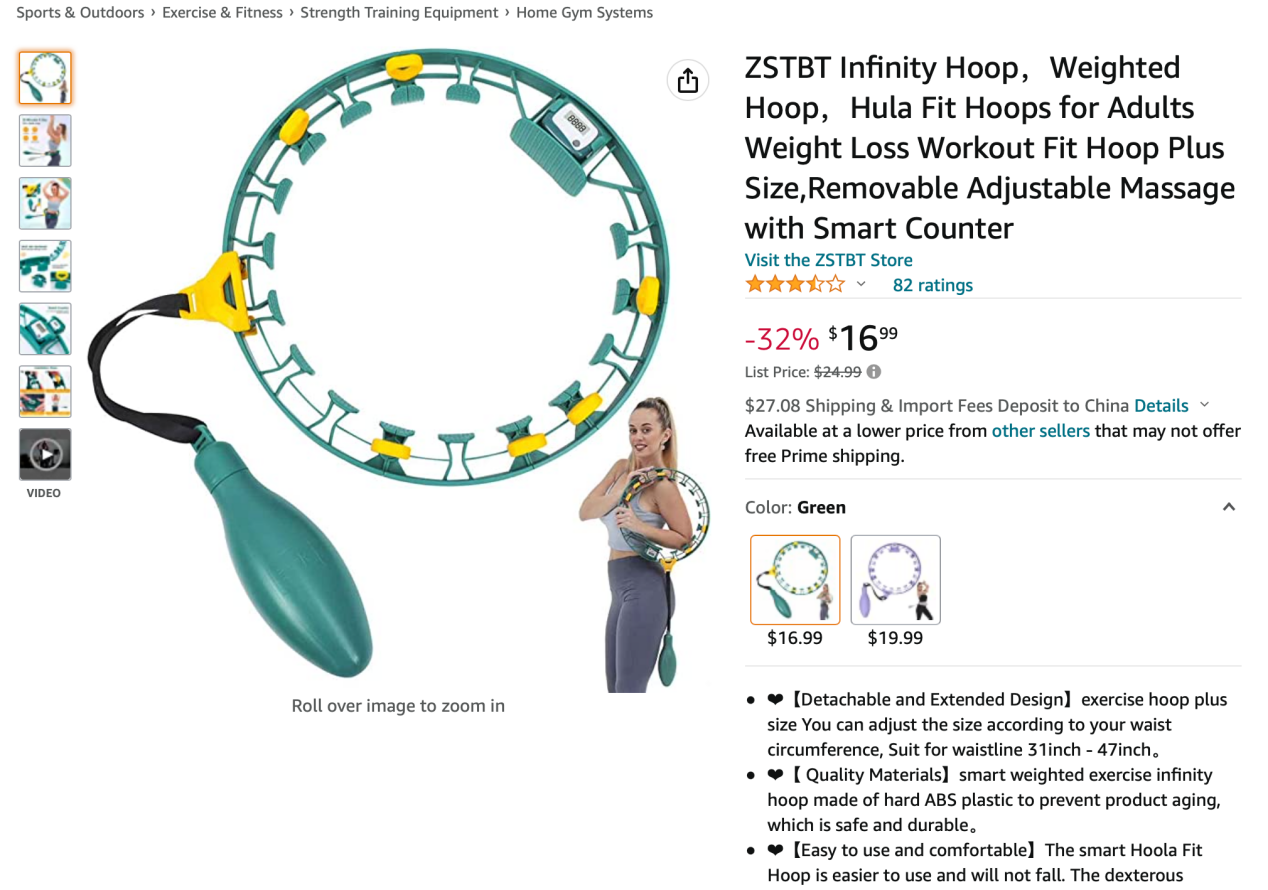 Sports & Outdoors › Exercise & Fitness › Strength Training Equipment › Home Gym Systems
ZSTBT Infinity Hoop，Weighted
Hoop，Hula Fit Hoops for Adults
Weight Loss Workout Fit Hoop Plus
Size,Removable Adjustable Massage
with Smart Counter
Visit the ZSTBT Store
82 ratings
-32% $1699
List Price: $24.99
$27.08 Shipping & Import Fees Deposit to China Details
Available at a lower price from other sellers that may not offer
free Prime shipping.
Color: Green
$16.99 $19.99
● ❤【Detachable and Extended Design】exercise hoop plus
size You can adjust the size according to your waist
circumference, Suit for waistline 31inch - 47inch。
● ❤【 Quality Materials】smart weighted exercise infinity
hoop made of hard ABS plastic to prevent product aging,
which is safe and durable。
● ❤【Easy to use and comfortable】The smart Hoola Fit
Hoop is easier to use and will not fall. The dexterous
VIDEO
Roll over image to zoom in